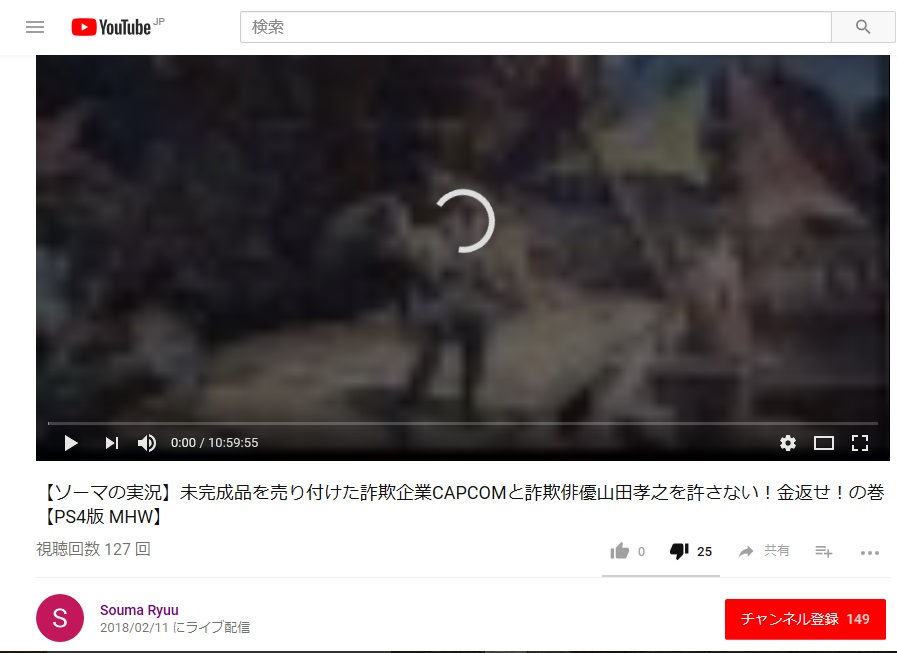 YouTube JP
検索
0:00 / 10:59:55
【ソーマの実況】未完成品を売り付けた詐欺企業CAPCOMと詐欺俳優山田孝之を許さない！金返せ！の巻
【PS4版 MHW】
視聴回数 127 回
0 25 共有
S
Souma Ryuu
2018/02/11 にライブ配信
チャンネル登録 149